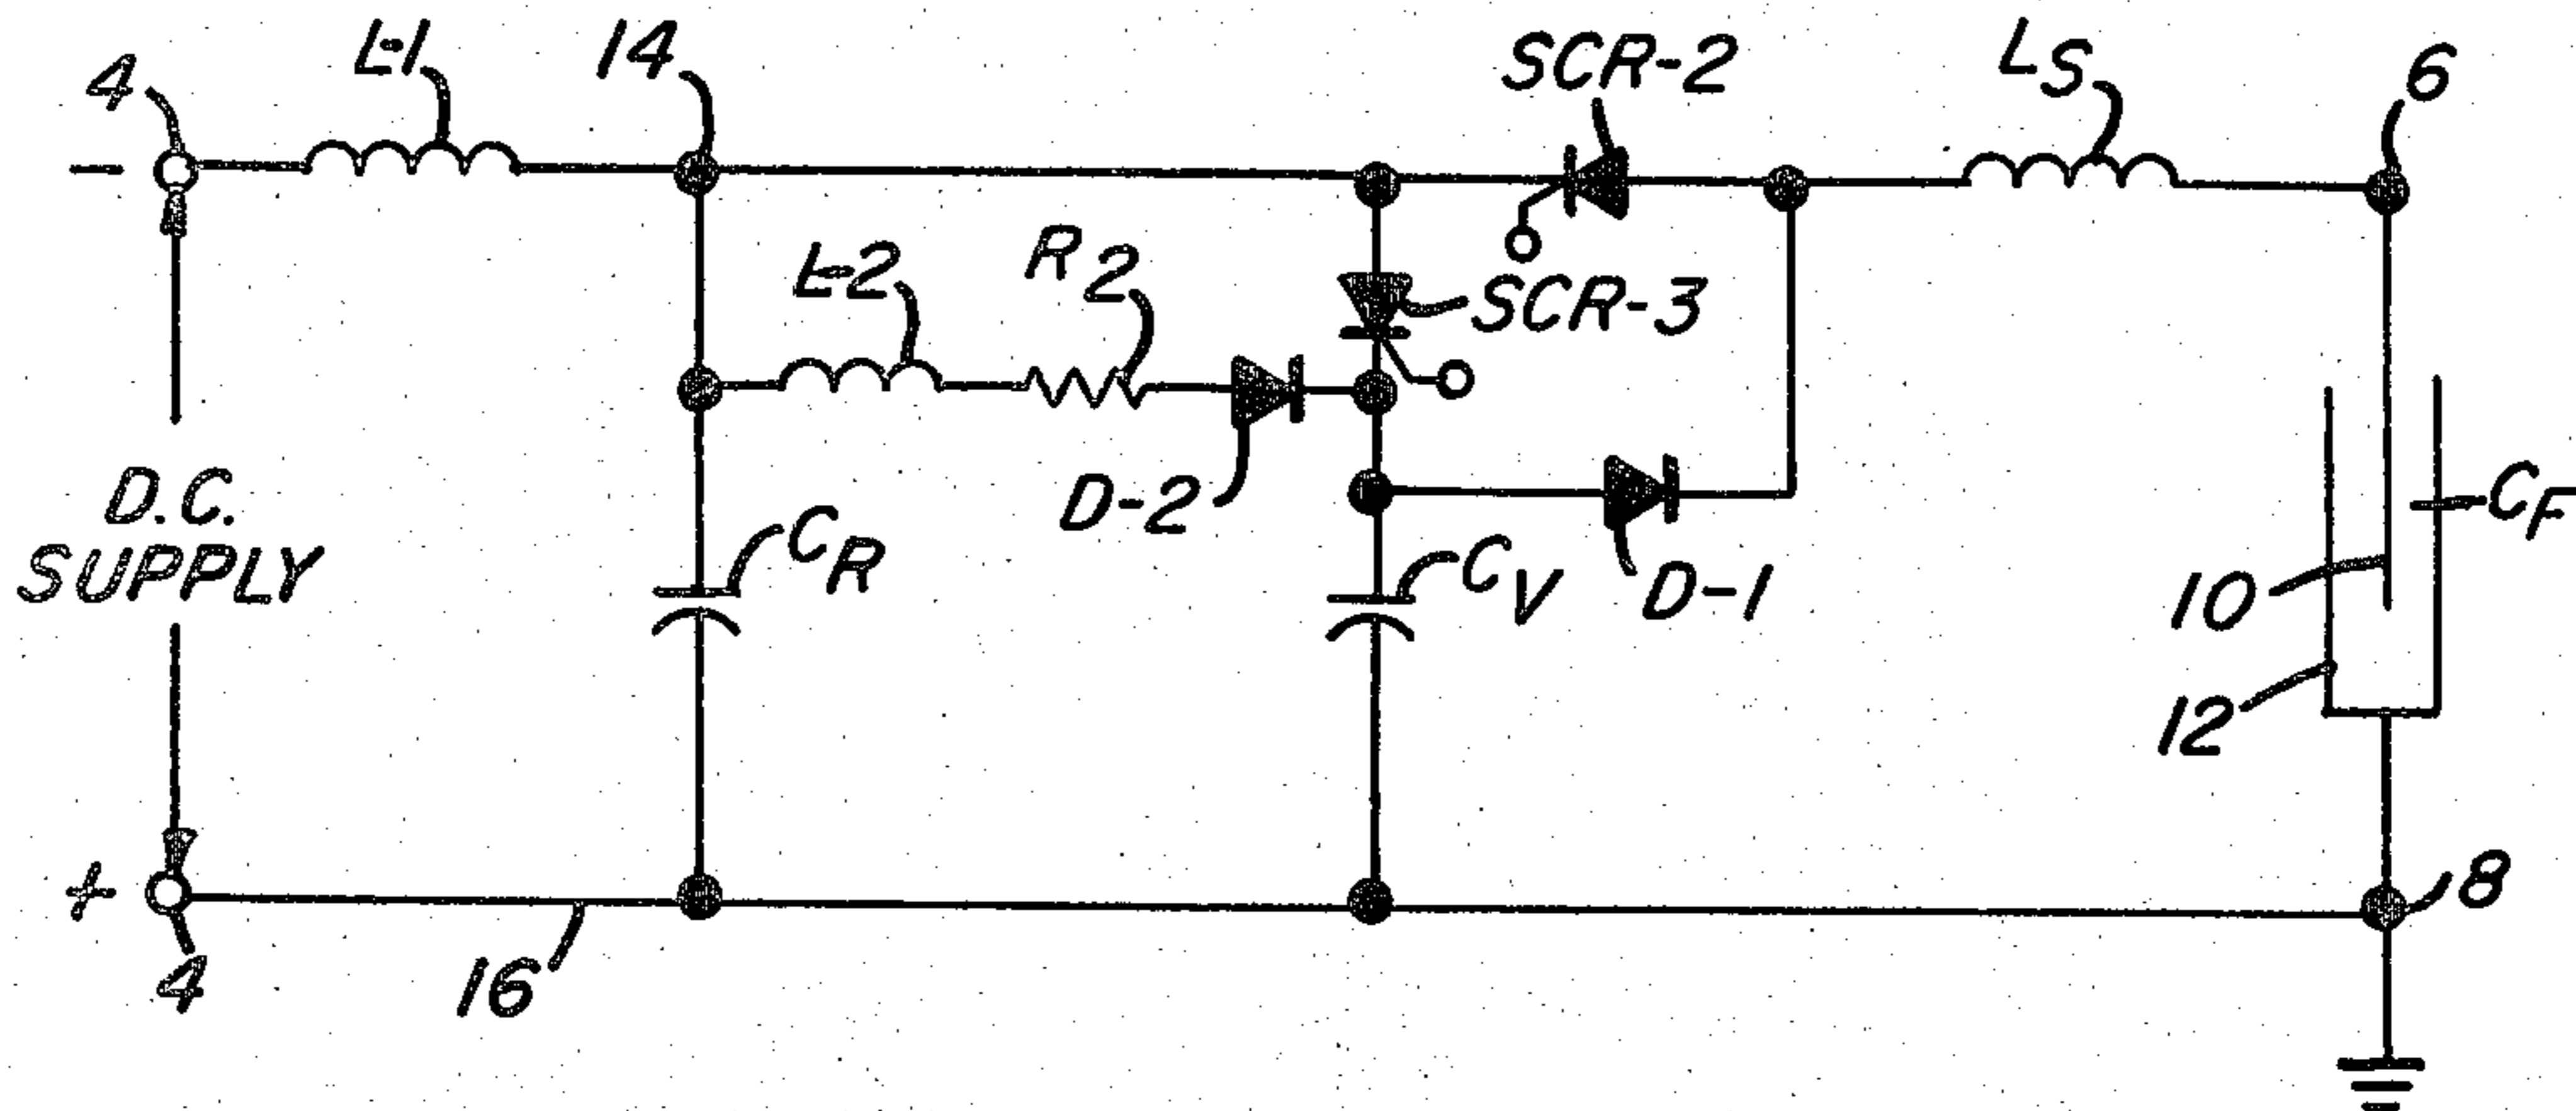 4
L-1
14
SCR-2
LS
6
-
L-2
R2
SCR-3
D.C.
SUPPLY
CR
D-2
CV
D-1
CF
10
12
+
4
16
8